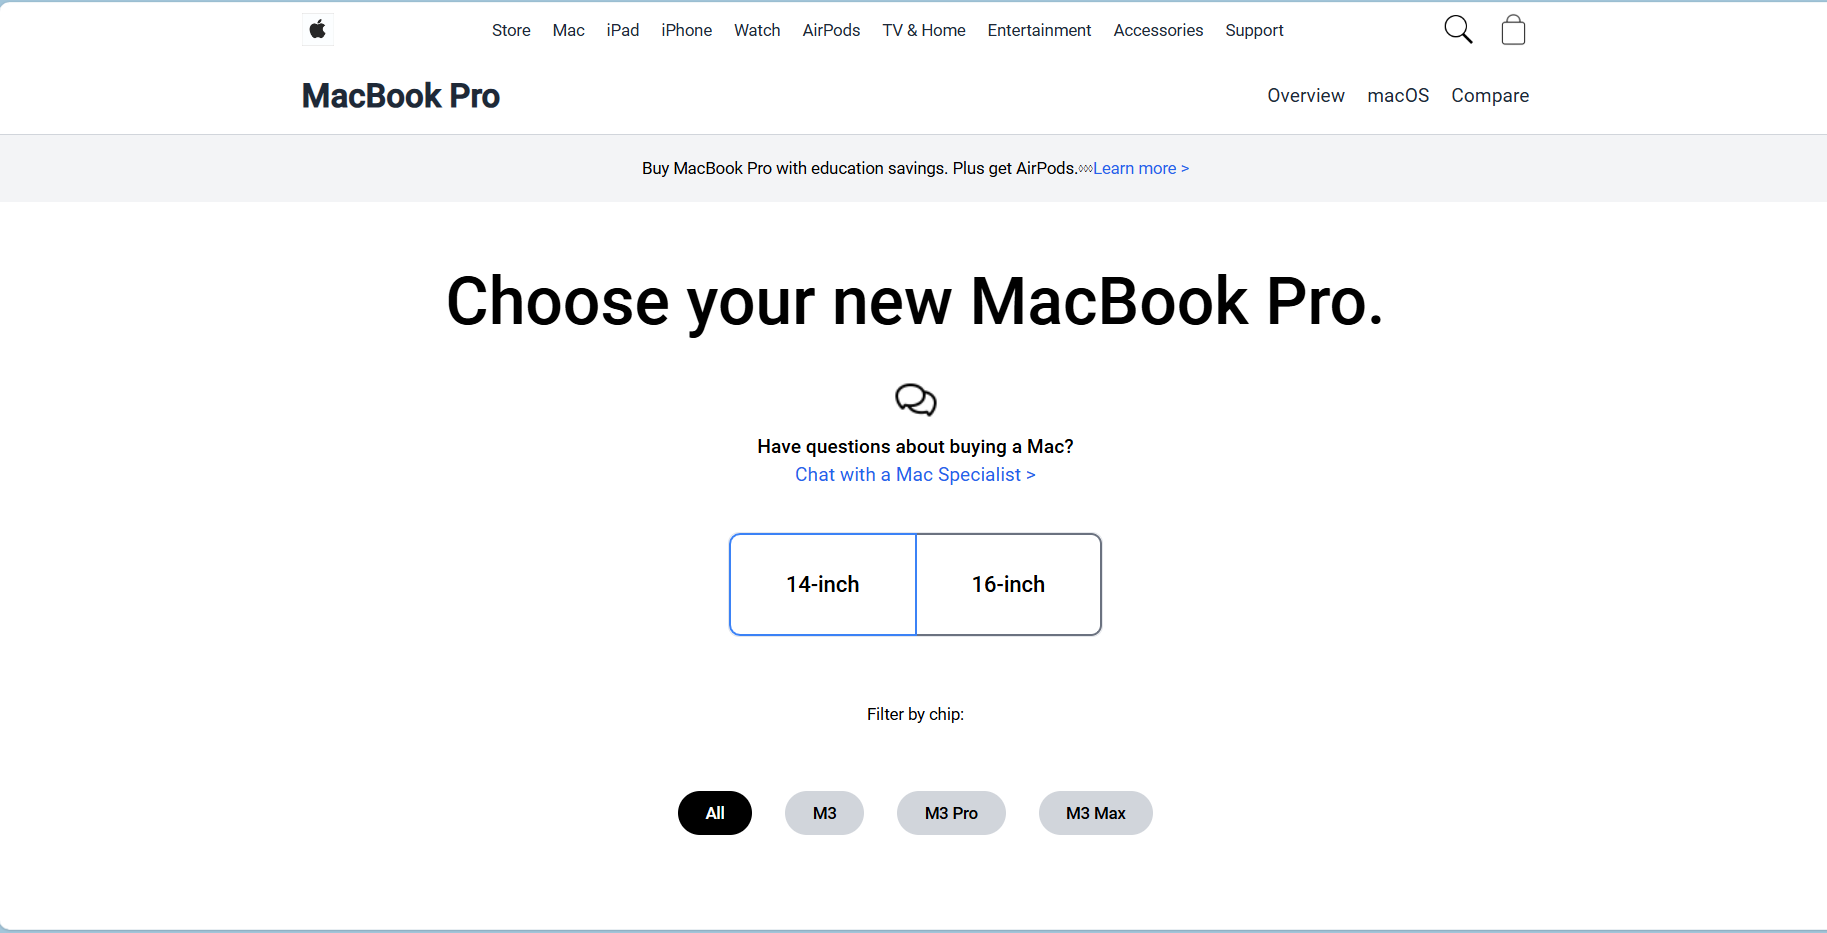 Store Mac iPad iPhone Watch AirPods TV & Home Entertainment Accessories Support
MacBook Pro
Overview macOS Compare
Buy MacBook Pro with education savings. Plus get AirPods.◊◊◊Learn more >
Choose your new MacBook Pro.
Have questions about buying a Mac?
Chat with a Mac Specialist >
14-inch 16-inch
Filter by chip:
All M3 M3 Pro M3 Max